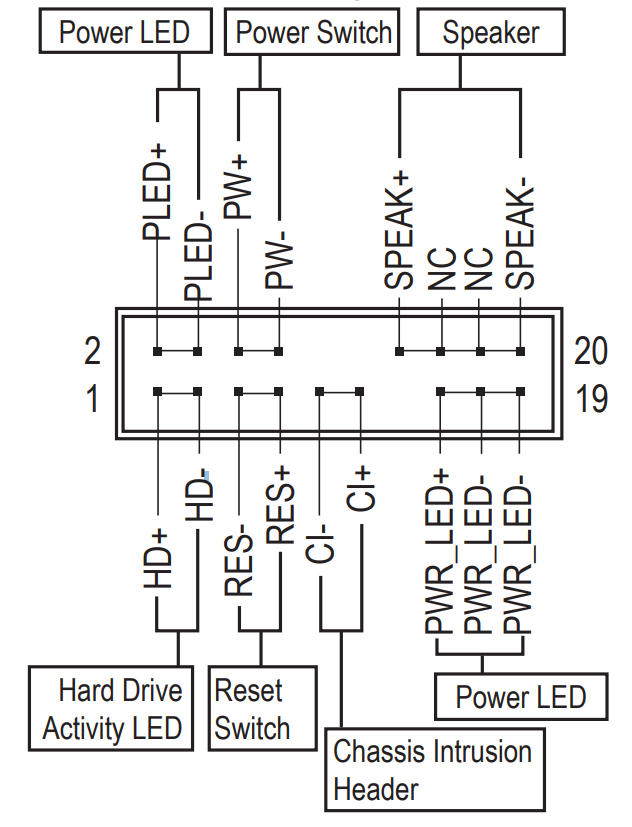 Power LED
Power Switch
Speaker
PLED+
PLED-
PW+
PW-
SPEAK+
NC
NC
SPEAK-
2
20
1
19
HD+
HD-
RES-
RES+
CI-
CI+
PWR_LED+
PWR_LED-
PWR_LED-
Hard Drive
Activity LED
Reset
Switch
Power LED
Chassis Intrusion
Header